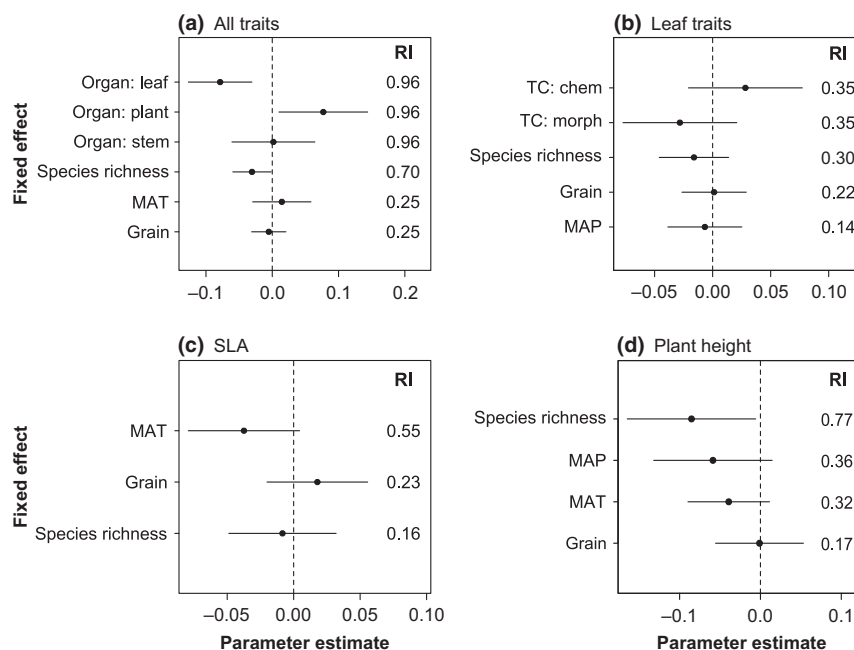 (a) All traits
RI
Organ: leaf 0.96
Organ: plant 0.96
Organ: stem 0.96
Species richness 0.70
MAT 0.25
Grain 0.25
Fixed effect
–0.1 0.0 0.1 0.2
(b) Leaf traits
RI
TC: chem 0.35
TC: morph 0.35
Species richness 0.30
Grain 0.22
MAP 0.14
–0.05 0.00 0.05 0.10
(c) SLA
RI
MAT 0.55
Grain 0.23
Species richness 0.16
Fixed effect
–0.05 0.00 0.05 0.10
Parameter estimate
(d) Plant height
RI
Species richness 0.77
MAP 0.36
MAT 0.32
Grain 0.17
–0.1 0.0 0.1
Parameter estimate